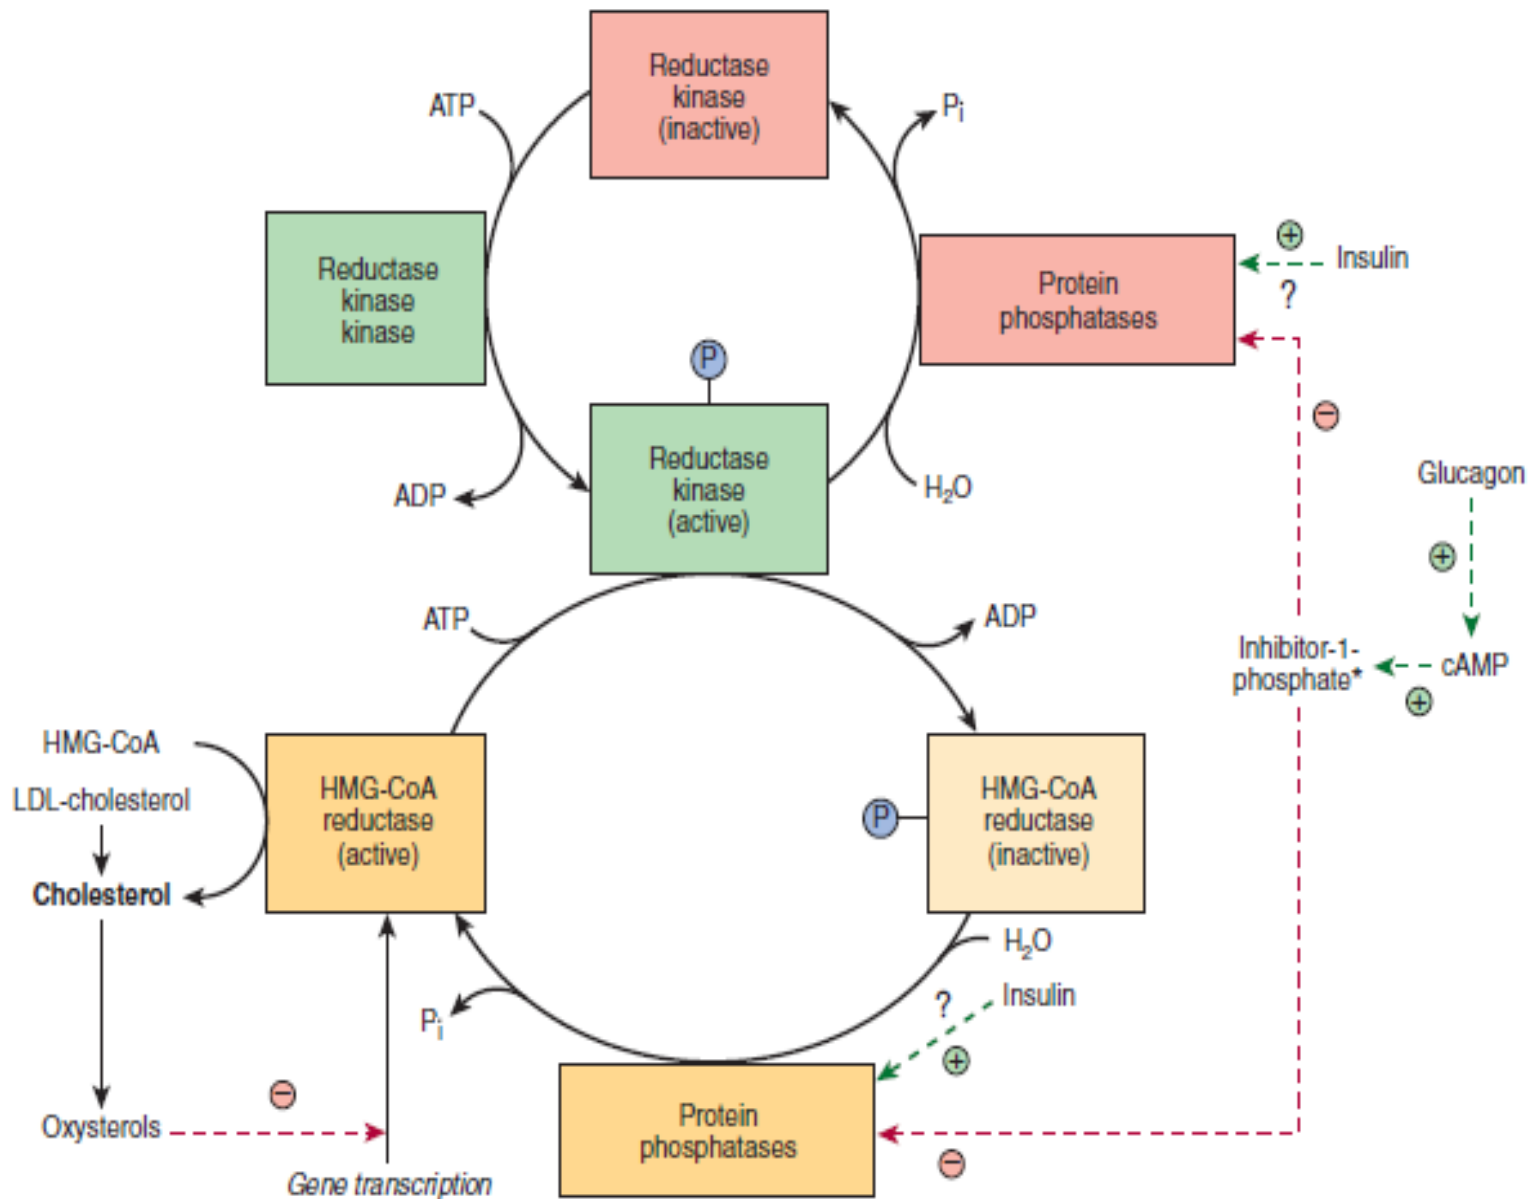 Reductase
kinase
(inactive)
ATP
Pi
Reductase
kinase
kinase
Protein
phosphatases
+
Insulin
?
P
−
Reductase
kinase
(active)
ADP
H2O
Glucagon
+
ATP
ADP
Inhibitor-1-
phosphate*
cAMP
+
HMG-CoA
LDL-cholesterol
Cholesterol
HMG-CoA
reductase
(active)
P
HMG-CoA
reductase
(inactive)
H2O
Insulin
?
+
Pi
−
Oxysterols
Gene transcription
Protein
phosphatases
−